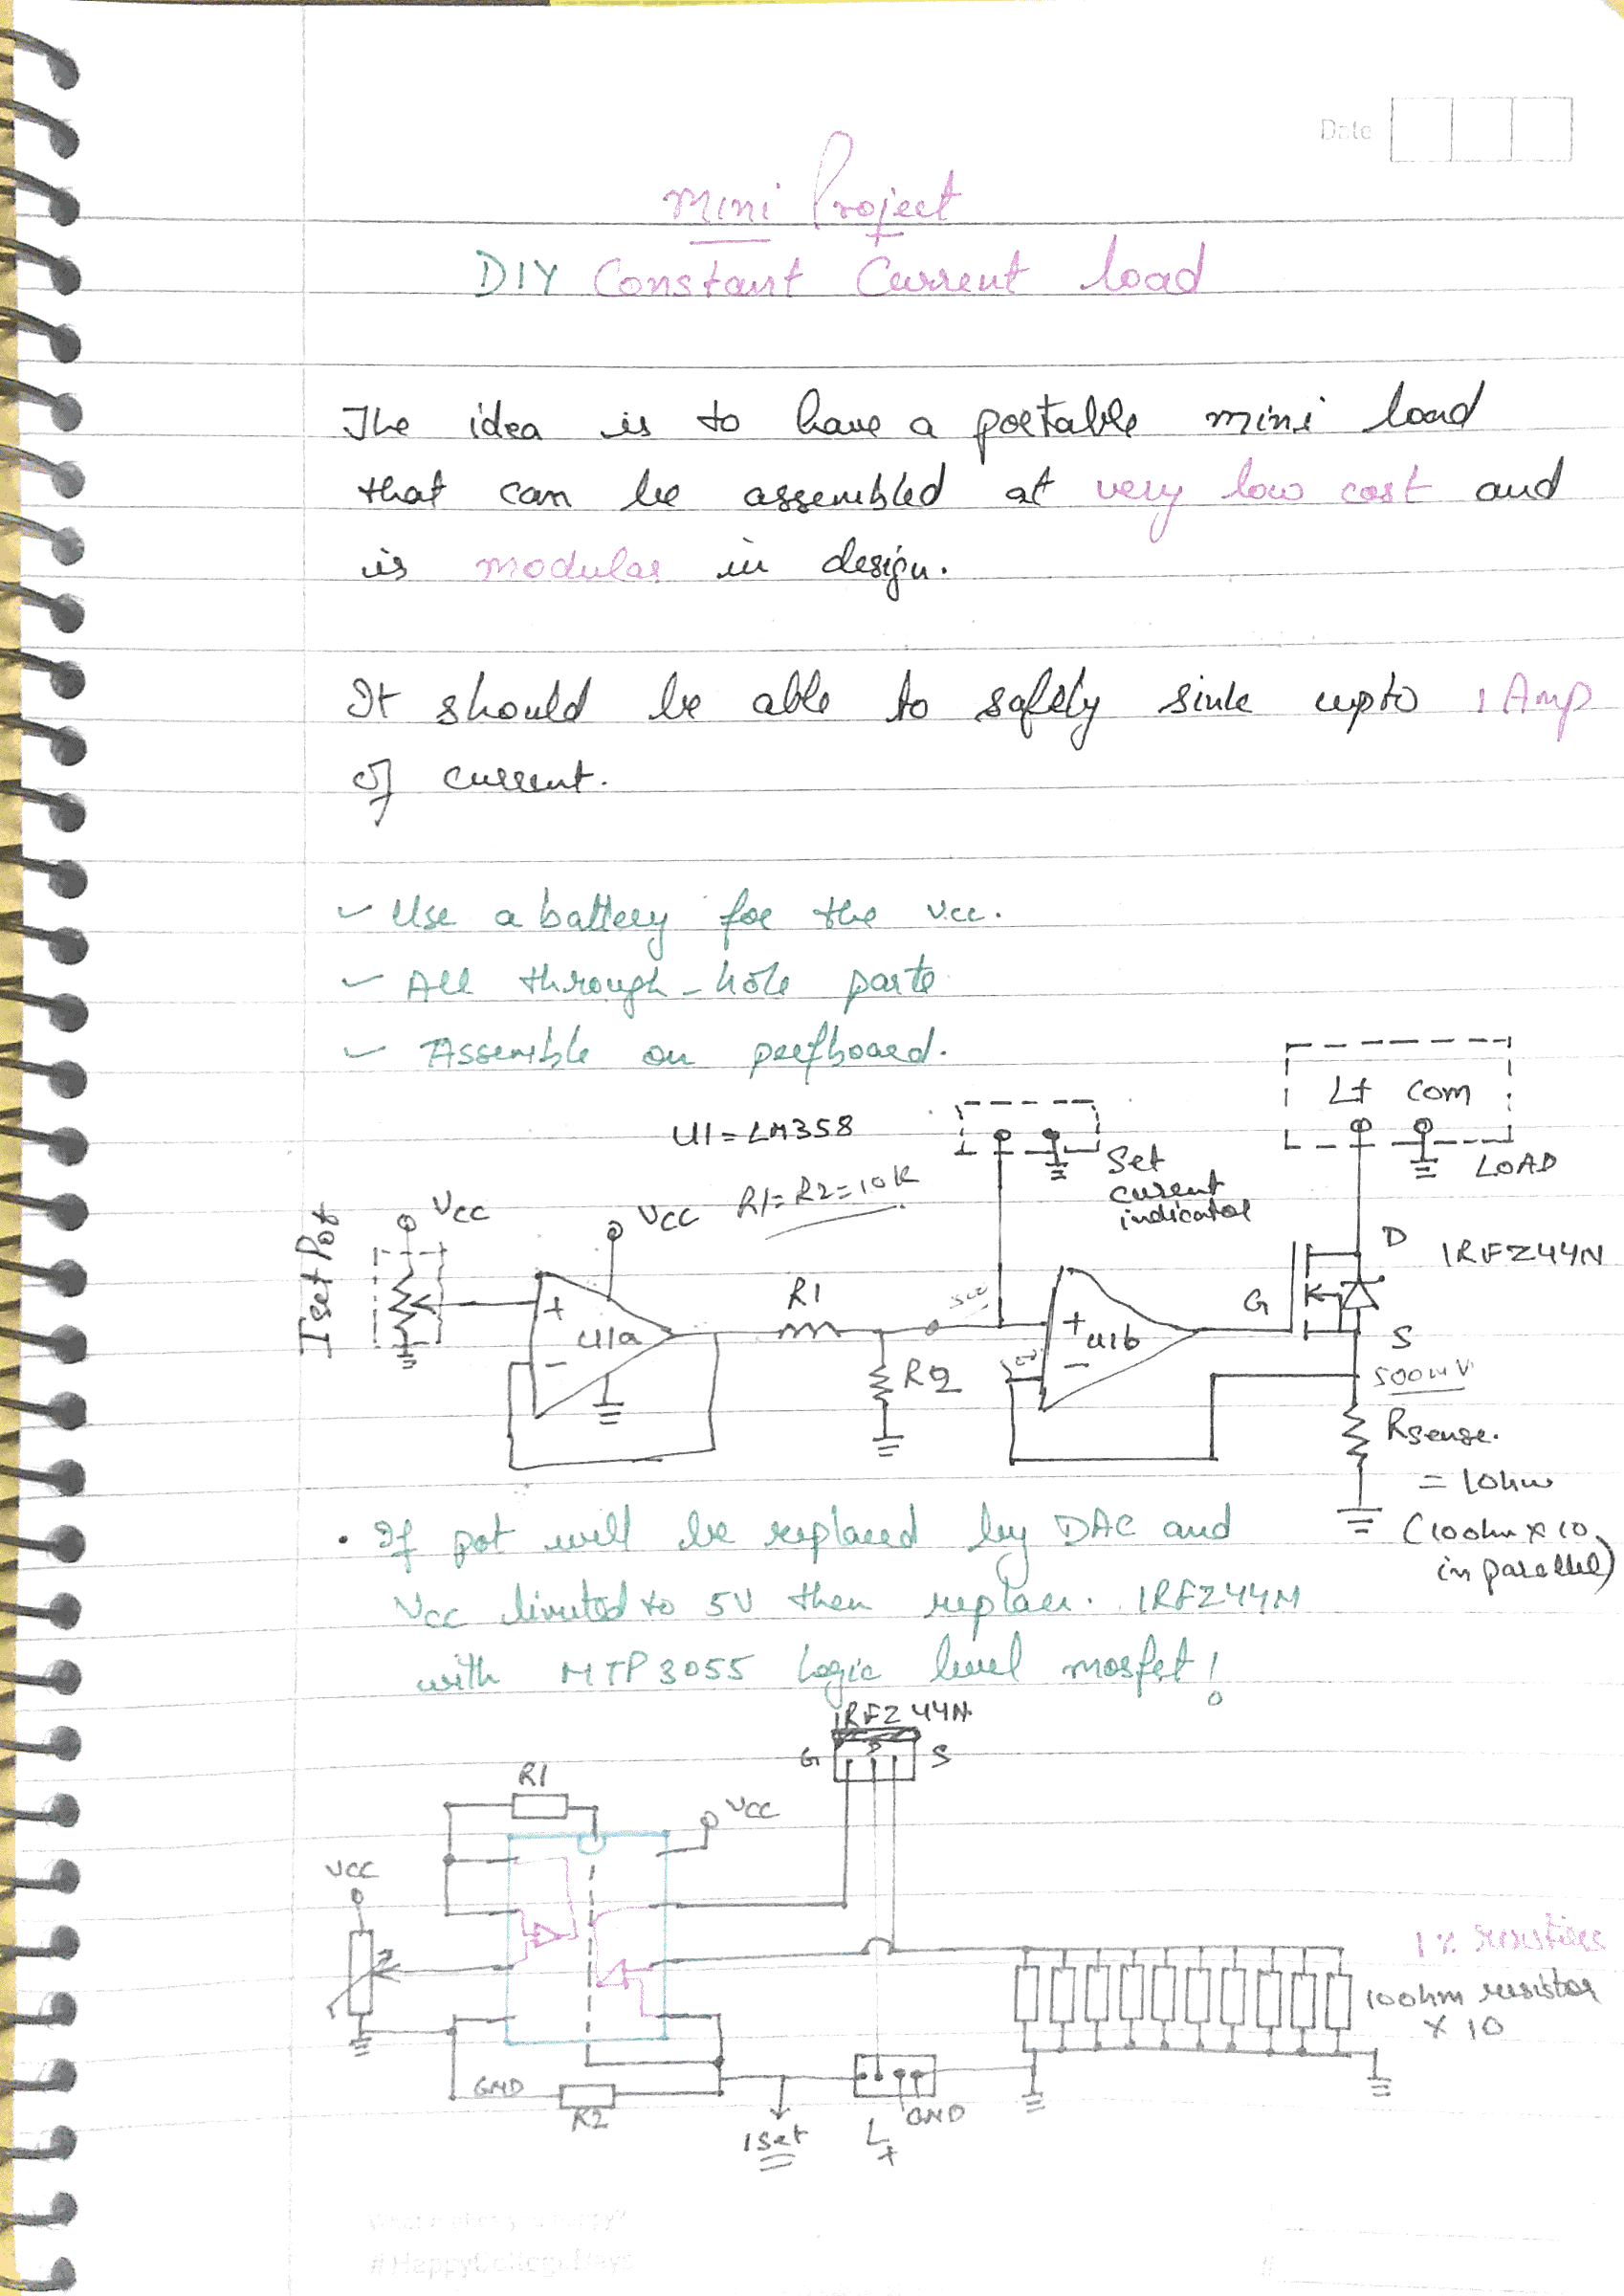 Date
Mini Project
DIY Constant Current load
The idea is to have a portable mini load
that can be assembled at very low cost and
is modular in design.
It should be able to safely sink upto 1 Amp
of current.
- Use a battery for the Vcc.
- All through-hole parts
- Assemble on perfboard.
L+ COM
LOAD
U1 = LM358
R1=R2=10K
Set
current
indicator
Iset Pot
VCC
VCC
+
U1a
-
R1
R2
+
U1b
-
G
D
S
IRFZ44N
500mV
Rsense.
= 1ohm
(10ohm x 10
in parallel)
• If pot will be replaced by DAC and
Vcc limited to 5V then replace. IRFZ44N
with MTP3055 Logic level mosfet!
IRFZ44N
G D S
R1
VCC
VCC
GND
R2
Iset
L+
GND
1% resistors
10ohm resistor
x 10
#HappyCollegeDays